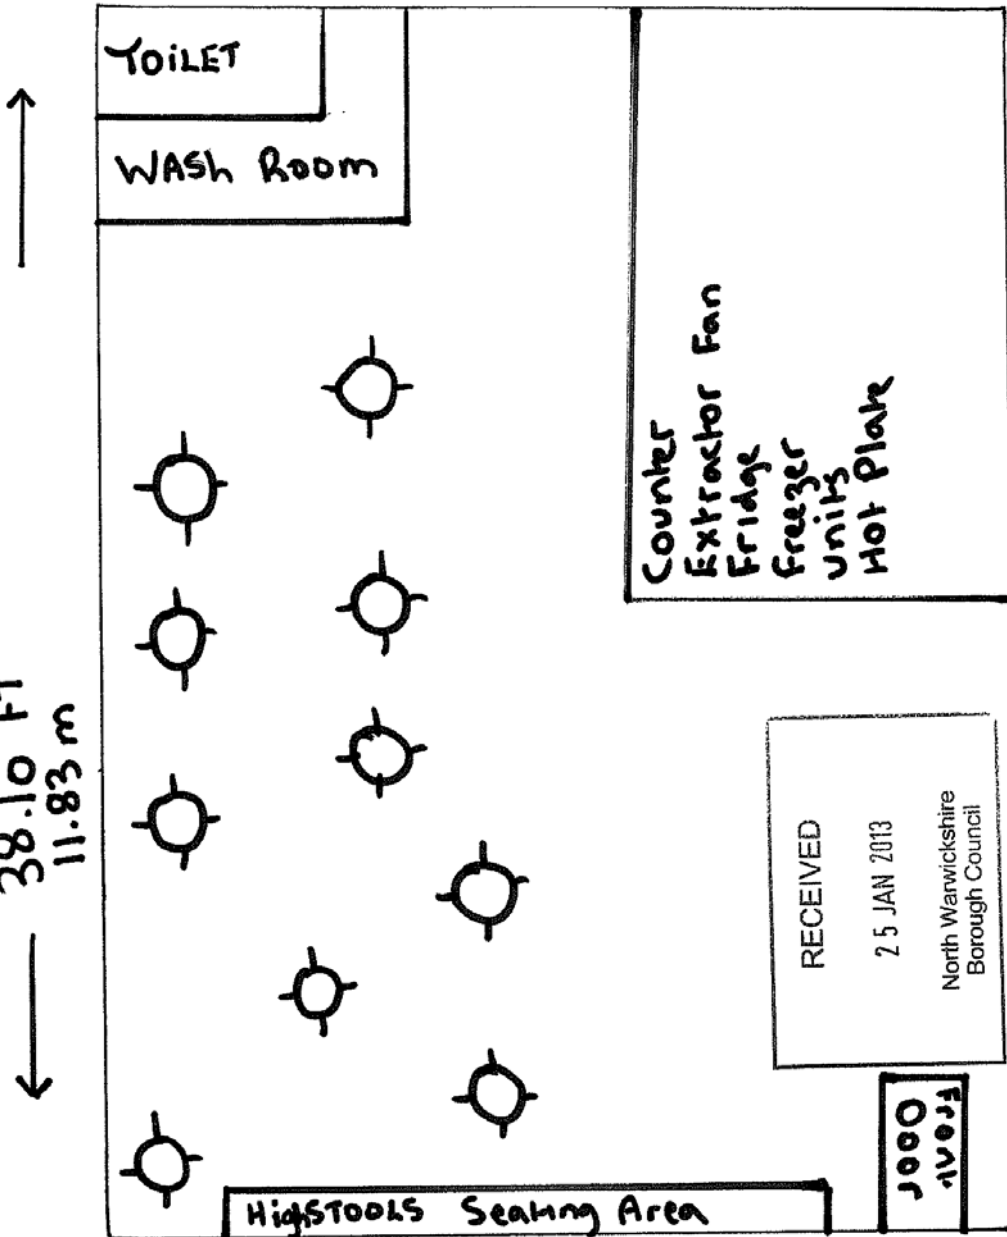 TOILET
WASh Room
38.10 FT
11.83 m
Counter
Extractor Fan
Fridge
Freezer
Units
Hot Plate
RECEIVED
25 JAN 2013
North Warwickshire
Borough Council
Front
Door
HighSTOOLS Seating Area